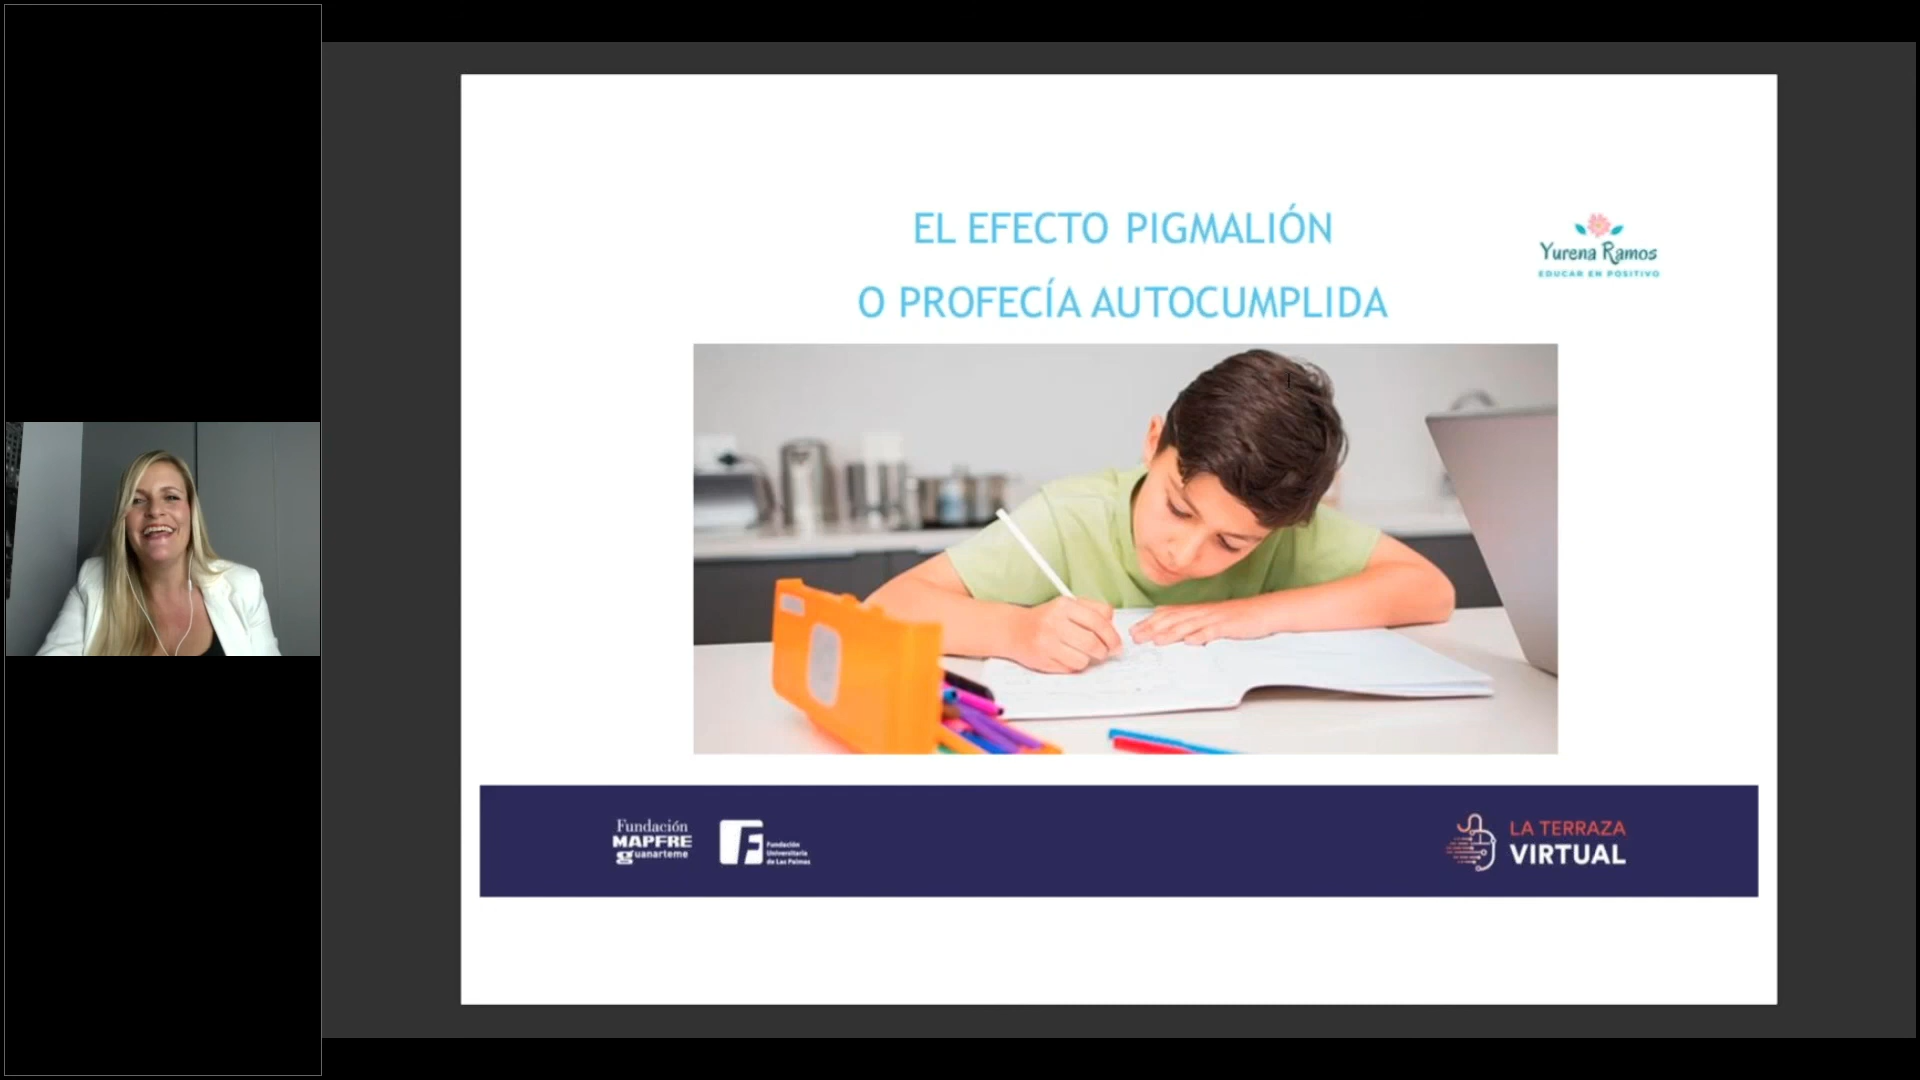 EL EFECTO PIGMALIÓN
O PROFECÍA AUTOCUMPLIDA
Yurena Ramos
EDUCAR EN POSITIVO
Fundación
MAPFRE
guanarteme
Fundación
Universitaria
de Las Palmas
LA TERRAZA
VIRTUAL